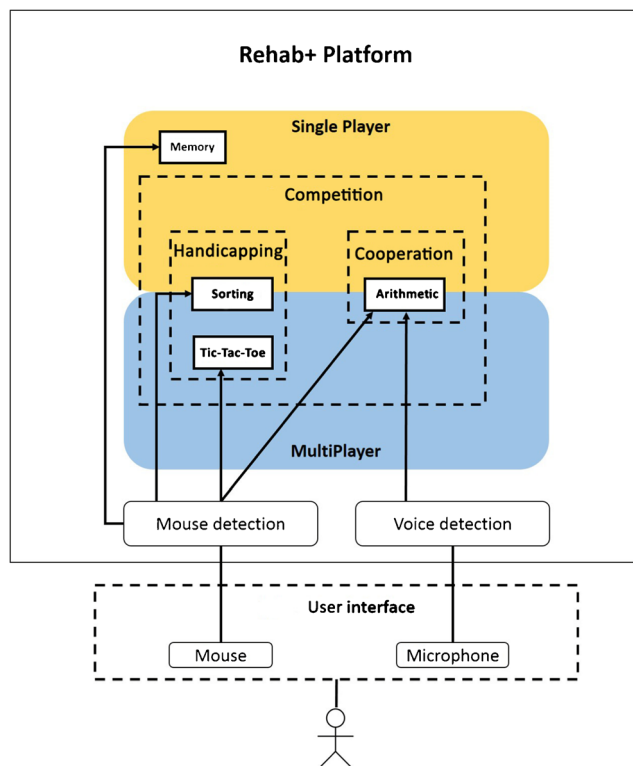 Rehab+ Platform
Single Player
Memory
Competition
Handicapping
Cooperation
Sorting
Arithmetic
Tic-Tac-Toe
MultiPlayer
Mouse detection
Voice detection
User interface
Mouse
Microphone